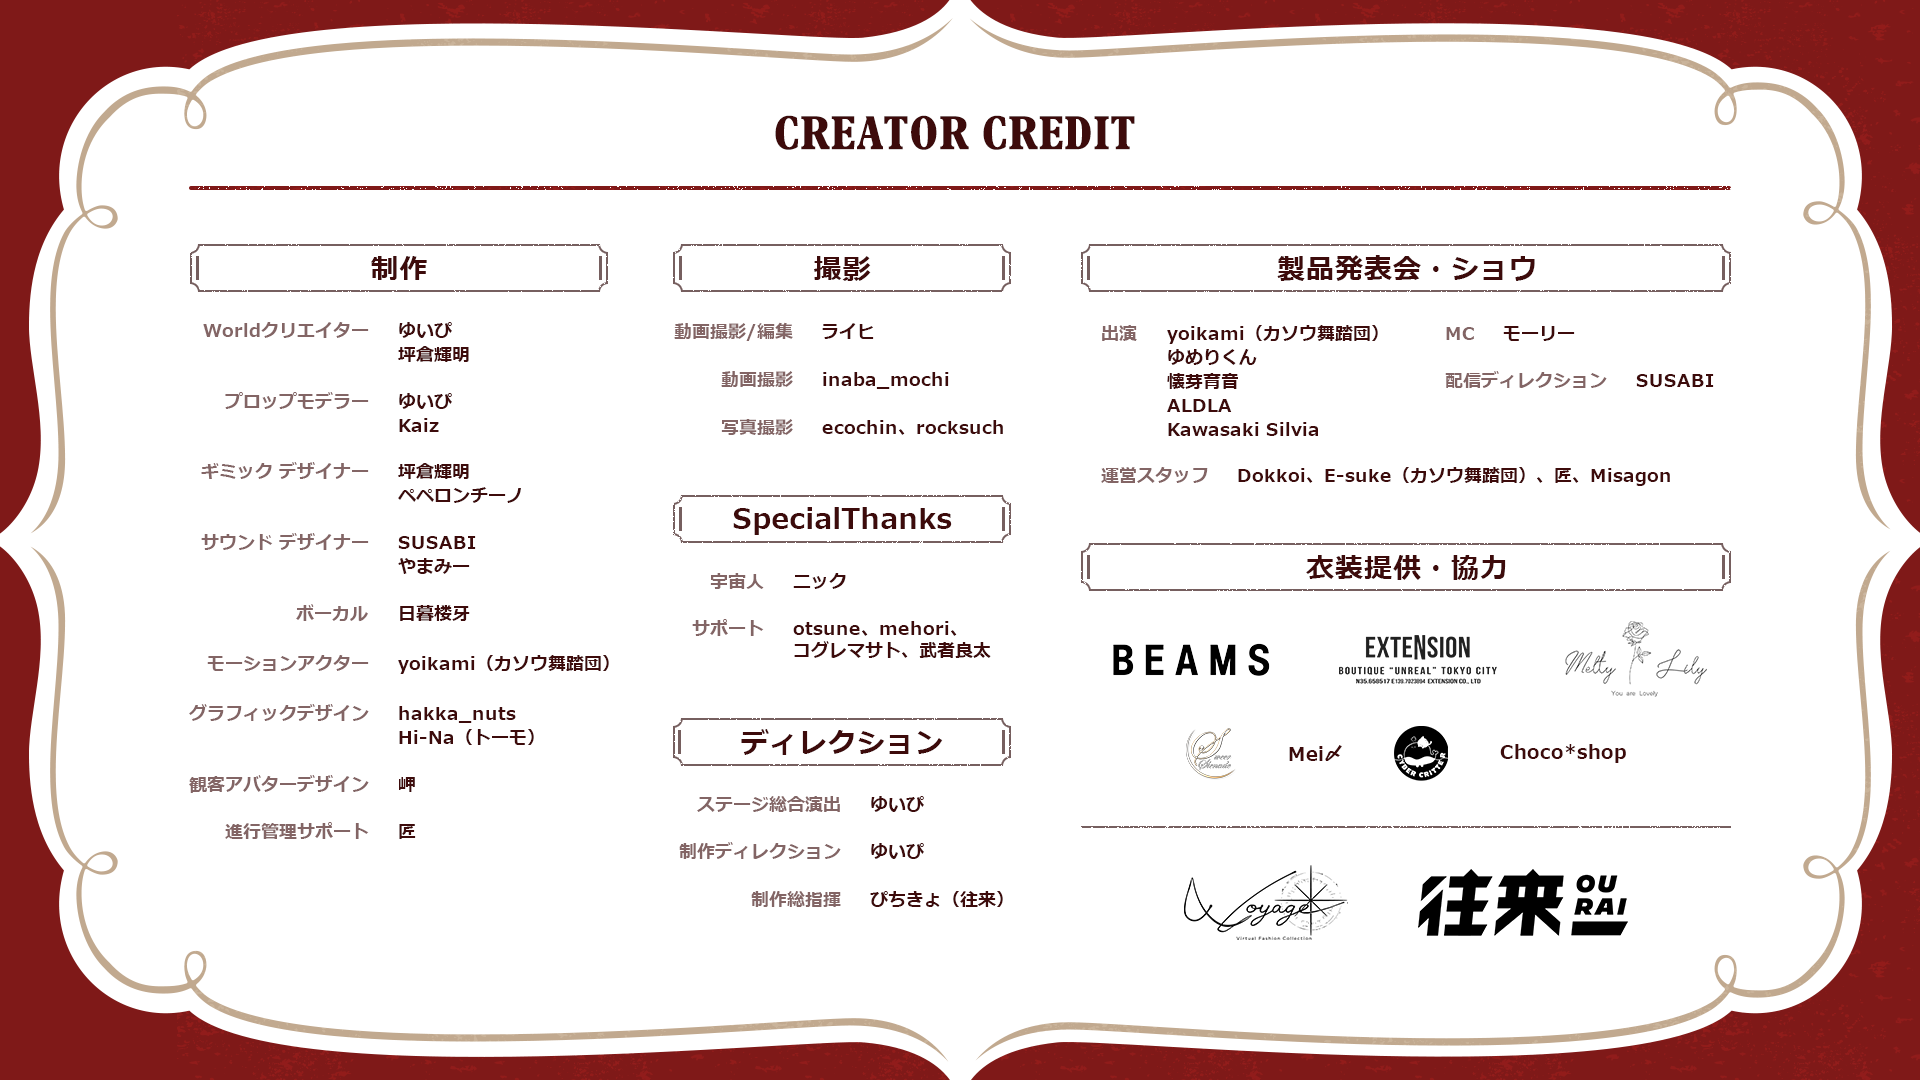 CREATOR CREDIT
制作
Worldクリエイター ゆいぴ
坪倉輝明
プロップモデラー ゆいぴ
Kaiz
ギミック デザイナー 坪倉輝明
ペペロンチーノ
サウンド デザイナー SUSABI
やまみー
ボーカル 日暮楼牙
モーションアクター yoikami（カソウ舞踏団）
グラフィックデザイン hakka_nuts
Hi-Na（トーモ）
観客アバターデザイン 岬
進行管理サポート 匠
撮影
動画撮影/編集 ライヒ
動画撮影 inaba_mochi
写真撮影 ecochin、rocksuch
SpecialThanks
宇宙人 ニック
サポート otsune、mehori、
コグレマサト、武者良太
ディレクション
ステージ総合演出 ゆいぴ
制作ディレクション ゆいぴ
制作総指揮 ぴちきょ（往来）
製品発表会・ショウ
出演 yoikami（カソウ舞踏団）
ゆめりくん
懐芽育音
ALDLA
Kawasaki Silvia
MC モーリー
配信ディレクション SUSABI
運営スタッフ Dokkoi、E-suke（カソウ舞踏団）、匠、Misagon
衣装提供・協力
BEAMS
EXTENSION
BOUTIQUE "UNREAL" TOKYO CITY
N35.658517 E139.7023094 EXTENSION CO., LTD
Melty Lily
You are Lovely
Mei〆
CYBER CRITTER
Choco*shop
Voyage
Virtual Fashion Collection
往来 OU
RAI